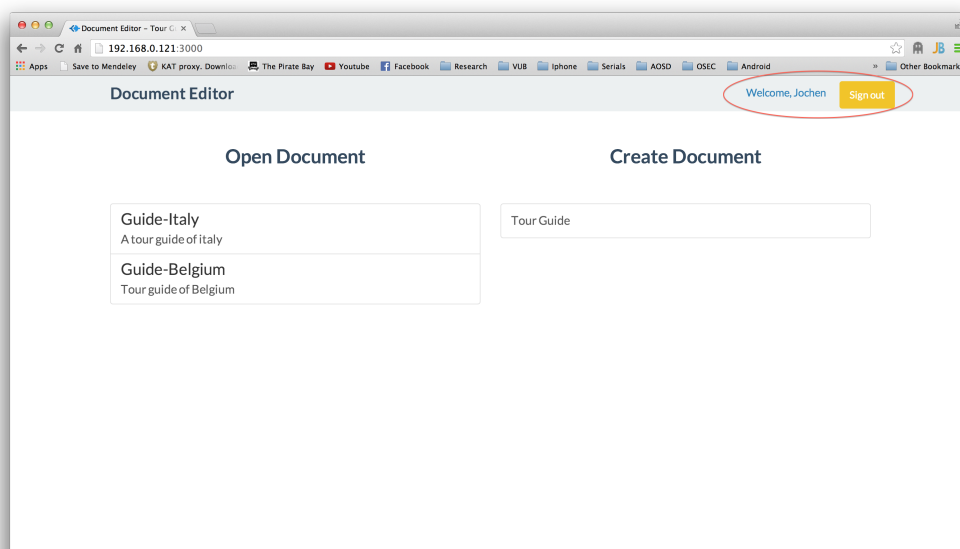 Document Editor – Tour G
192.168.0.121:3000
JB
Apps Save to Mendeley KAT proxy. Downloa The Pirate Bay Youtube Facebook Research VUB Iphone Serials AOSD OSEC Android » Other Bookmark
Document Editor Welcome, Jochen Sign out
Open Document Create Document
Guide-Italy Tour Guide
A tour guide of italy
Guide-Belgium
Tour guide of Belgium